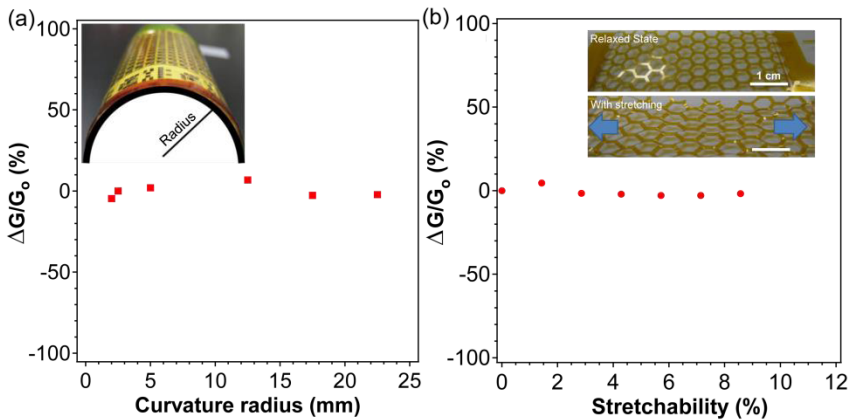 (a)
100
50
0
-50
-100
ΔG/Go (%)
Radius
0 5 10 15 20 25
Curvature radius (mm)
(b)
100
50
0
-50
-100
ΔG/Go (%)
Relaxed State
1 cm
With stretching
0 2 4 6 8 10 12
Stretchability (%)